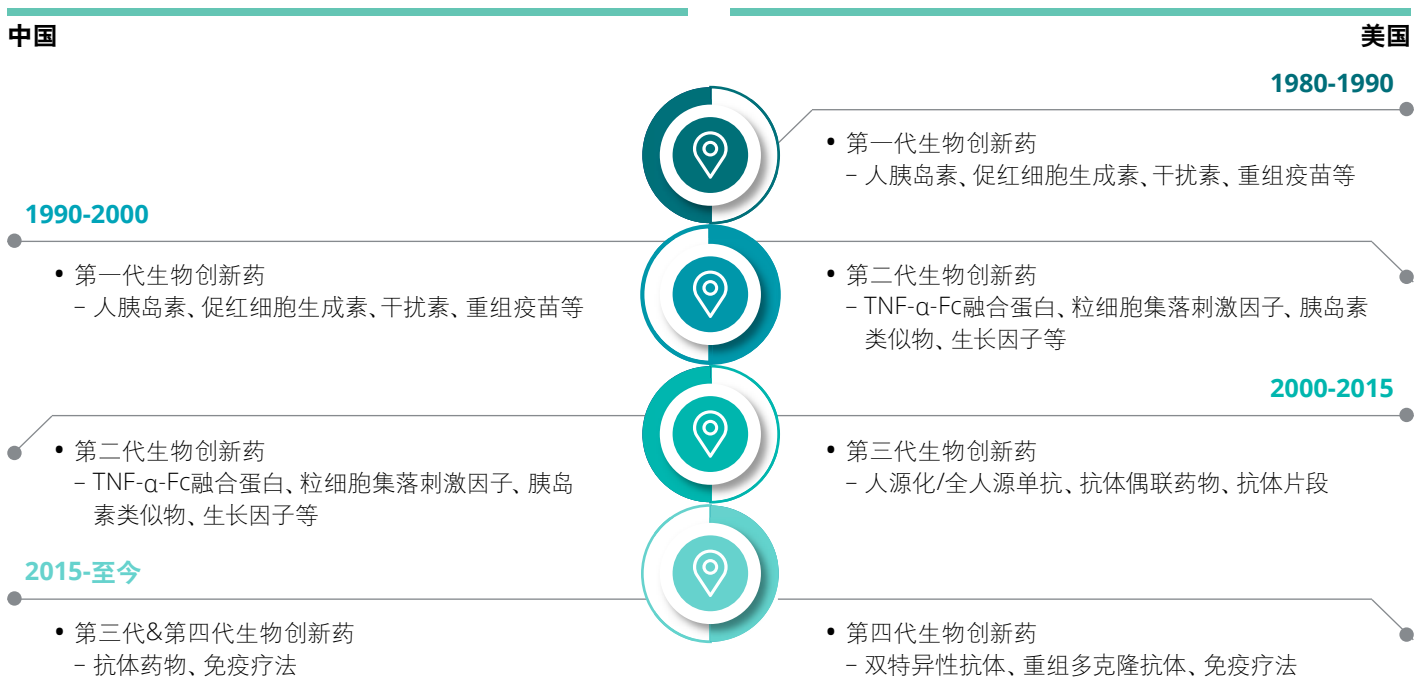 中国
美国
1980-1990
• 第一代生物创新药
– 人胰岛素、促红细胞生成素、干扰素、重组疫苗等
1990-2000
• 第一代生物创新药
– 人胰岛素、促红细胞生成素、干扰素、重组疫苗等
• 第二代生物创新药
– TNF-α-Fc融合蛋白、粒细胞集落刺激因子、胰岛素
类似物、生长因子等
2000-2015
• 第二代生物创新药
– TNF-α-Fc融合蛋白、粒细胞集落刺激因子、胰岛
素类似物、生长因子等
• 第三代生物创新药
– 人源化/全人源单抗、抗体偶联药物、抗体片段
2015-至今
• 第三代&第四代生物创新药
– 抗体药物、免疫疗法
• 第四代生物创新药
– 双特异性抗体、重组多克隆抗体、免疫疗法